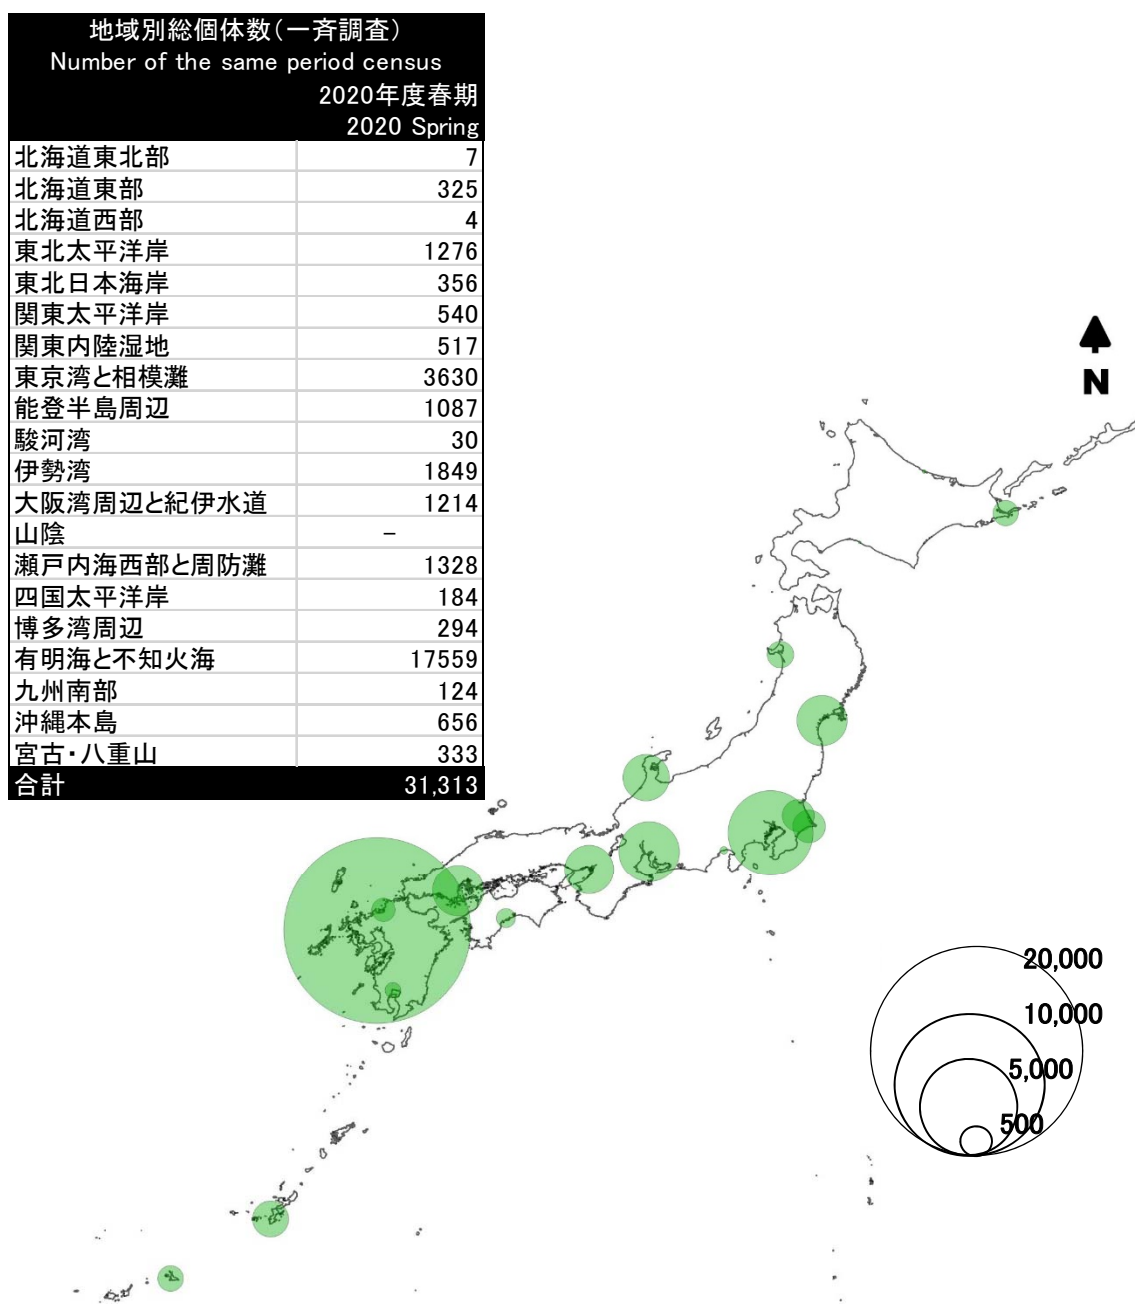 地域別総個体数(一斉調査)
Number of the same period census
2020年度春期
2020 Spring
北海道東北部 7
北海道東部 325
北海道西部 4
東北太平洋岸 1276
東北日本海岸 356
関東太平洋岸 540
関東内陸湿地 517
東京湾と相模灘 3630
能登半島周辺 1087
駿河湾 30
伊勢湾 1849
大阪湾周辺と紀伊水道 1214
山陰 -
瀬戸内海西部と周防灘 1328
四国太平洋岸 184
博多湾周辺 294
有明海と不知火海 17559
九州南部 124
沖縄本島 656
宮古・八重山 333
合計 31,313
N
20,000
10,000
5,000
500